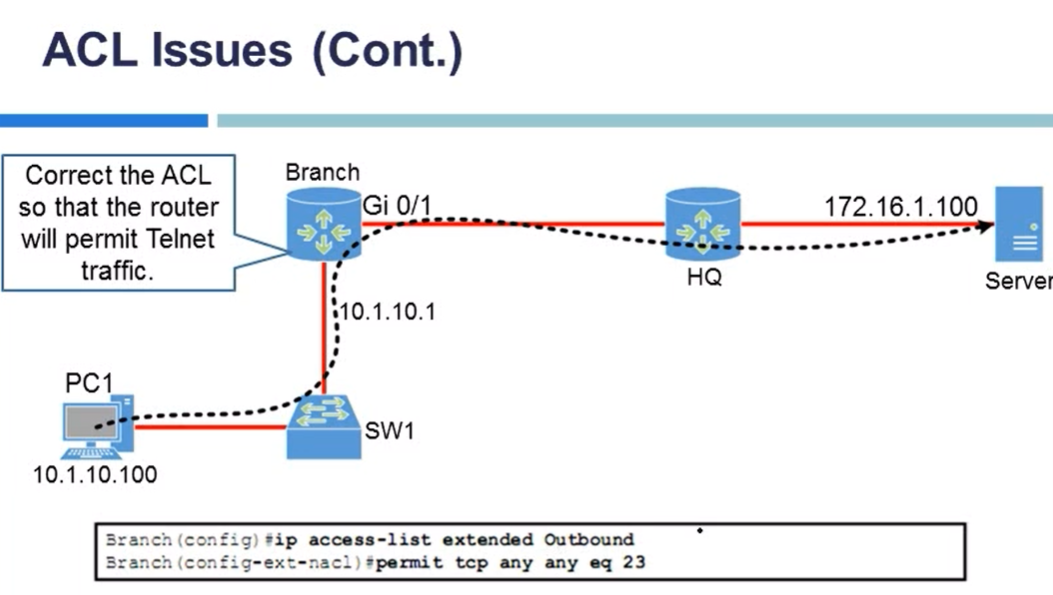 ACL Issues (Cont.)
Correct the ACL
so that the router
will permit Telnet
traffic.
Branch
Gi 0/1
172.16.1.100
HQ
Server
10.1.10.1
PC1
SW1
10.1.10.100
Branch(config)#ip access-list extended Outbound
Branch(config-ext-nacl)#permit tcp any any eq 23